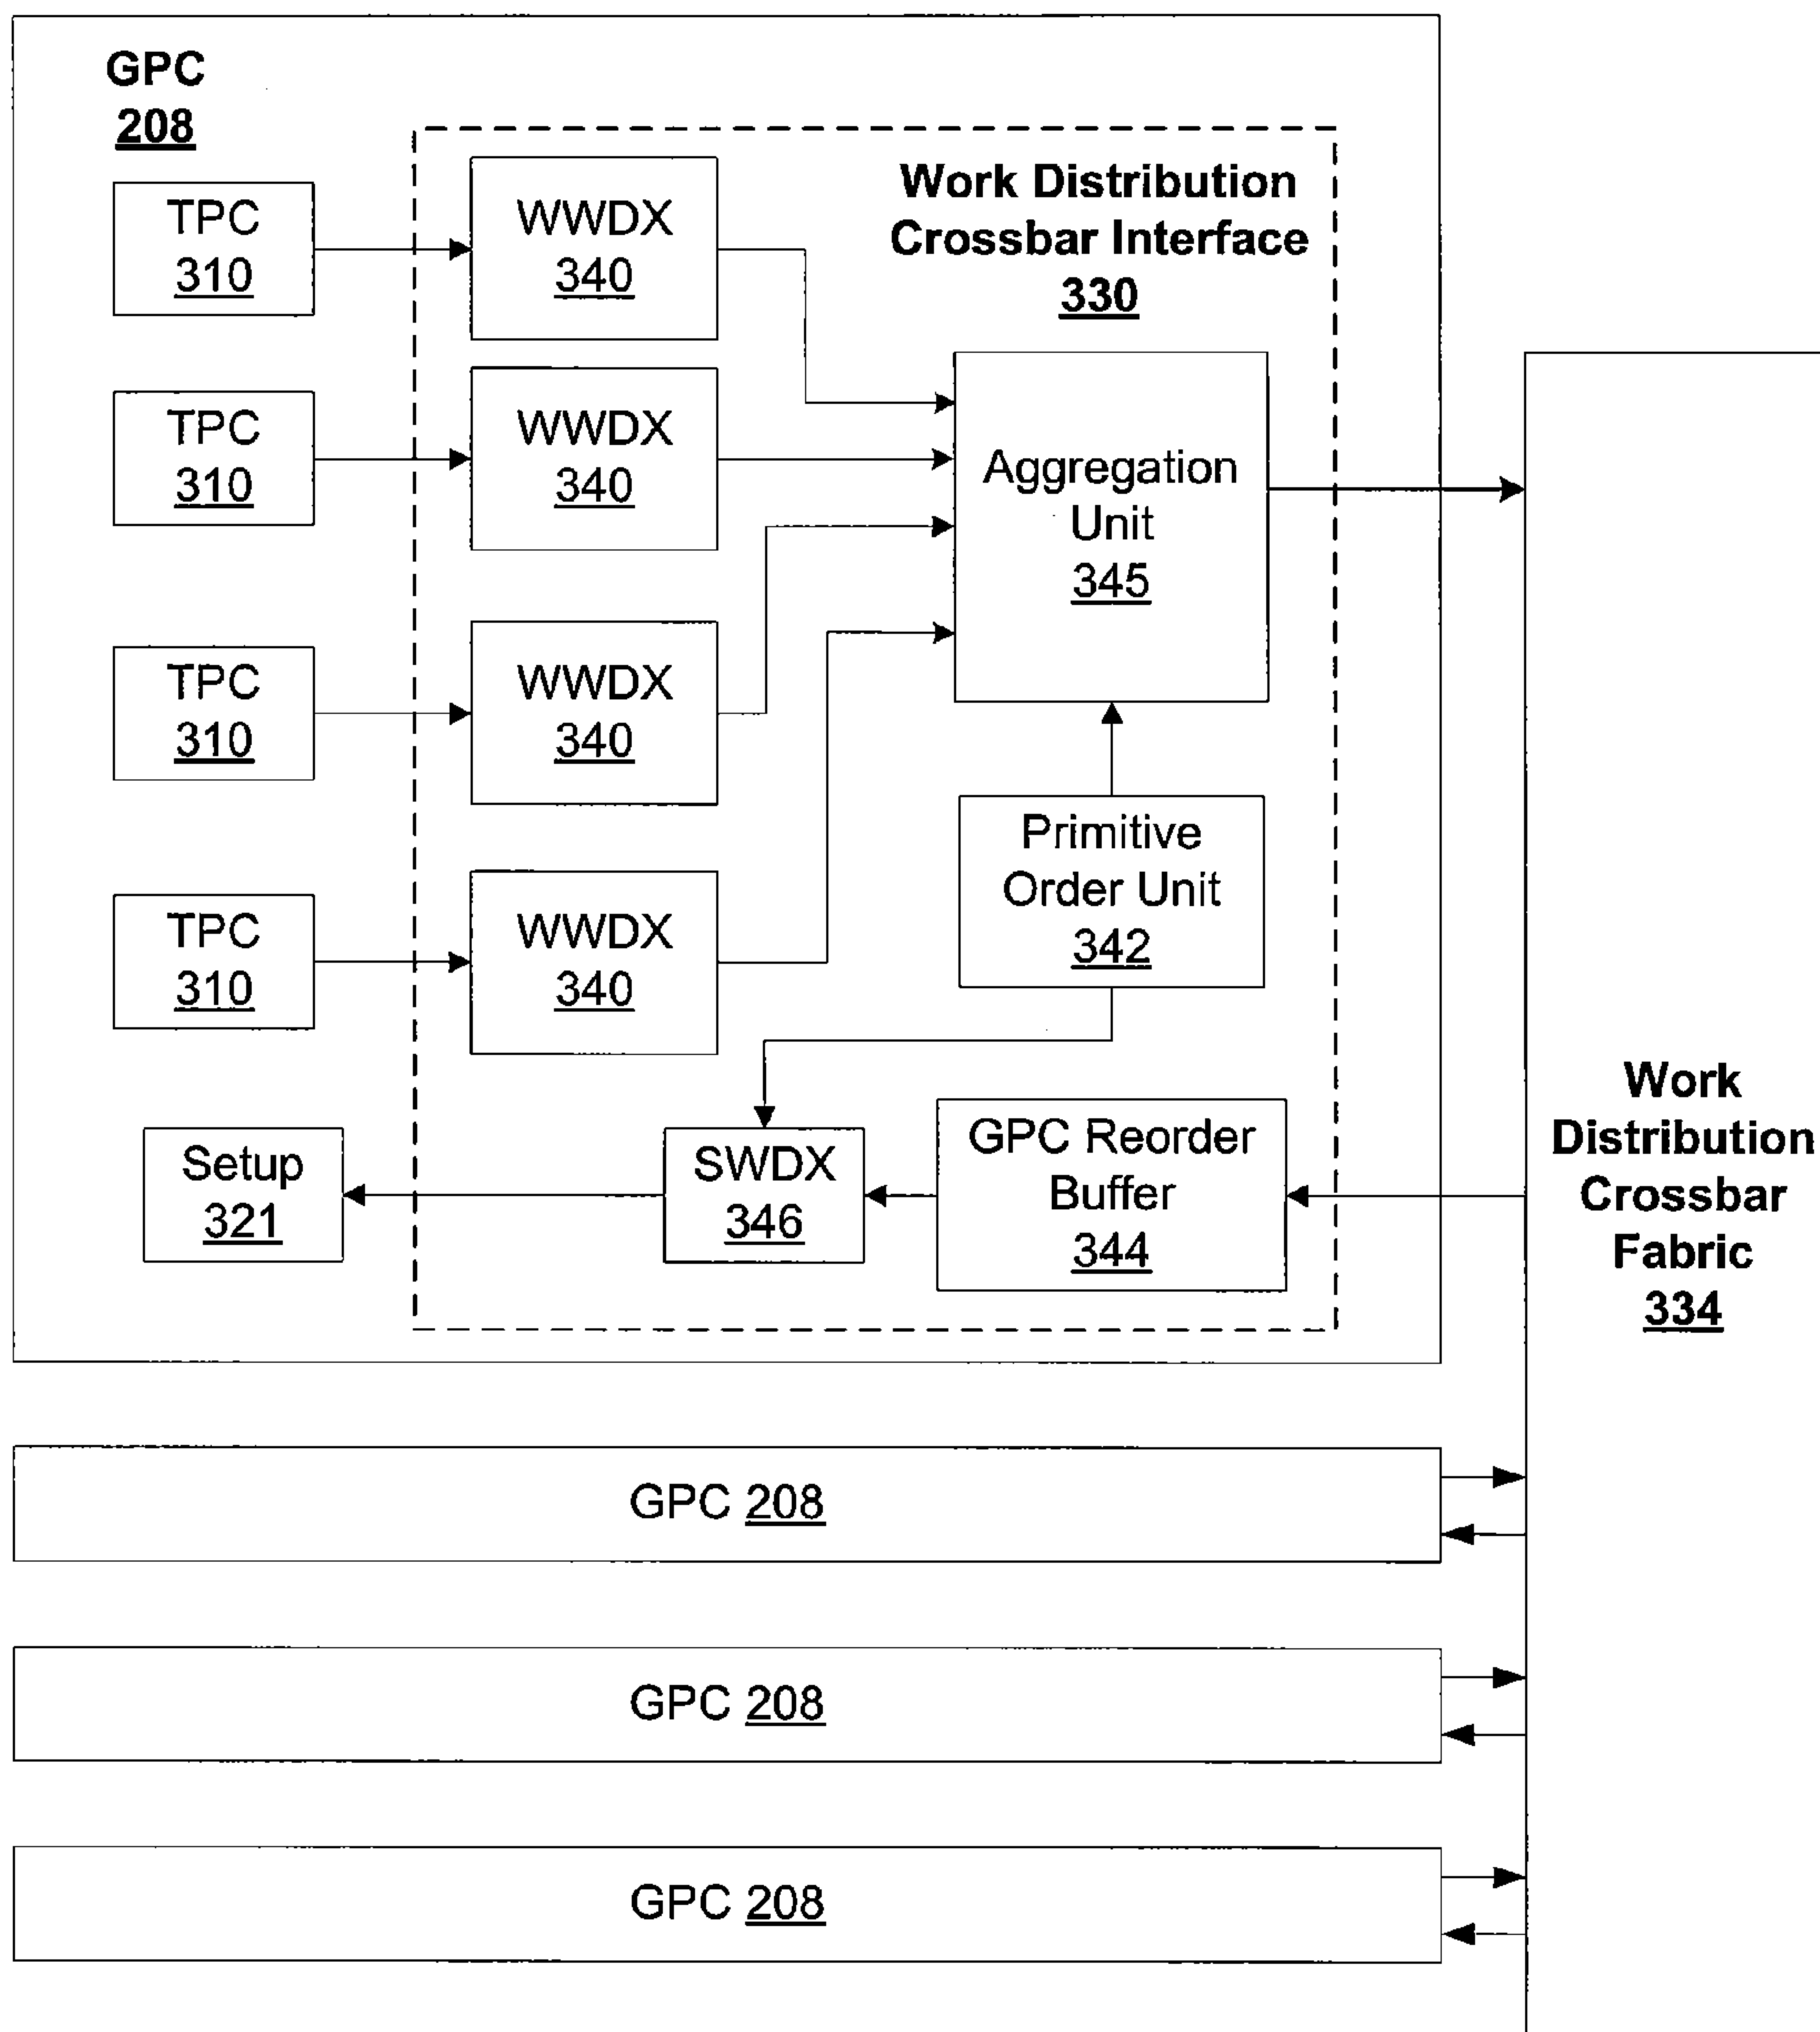 GPC
208
Work Distribution
Crossbar Interface
330
TPC
310
WWDX
340
TPC
310
WWDX
340
Aggregation
Unit
345
TPC
310
WWDX
340
Primitive
Order Unit
342
TPC
310
WWDX
340
Setup
321
SWDX
346
GPC Reorder
Buffer
344
Work
Distribution
Crossbar
Fabric
334
GPC 208
GPC 208
GPC 208